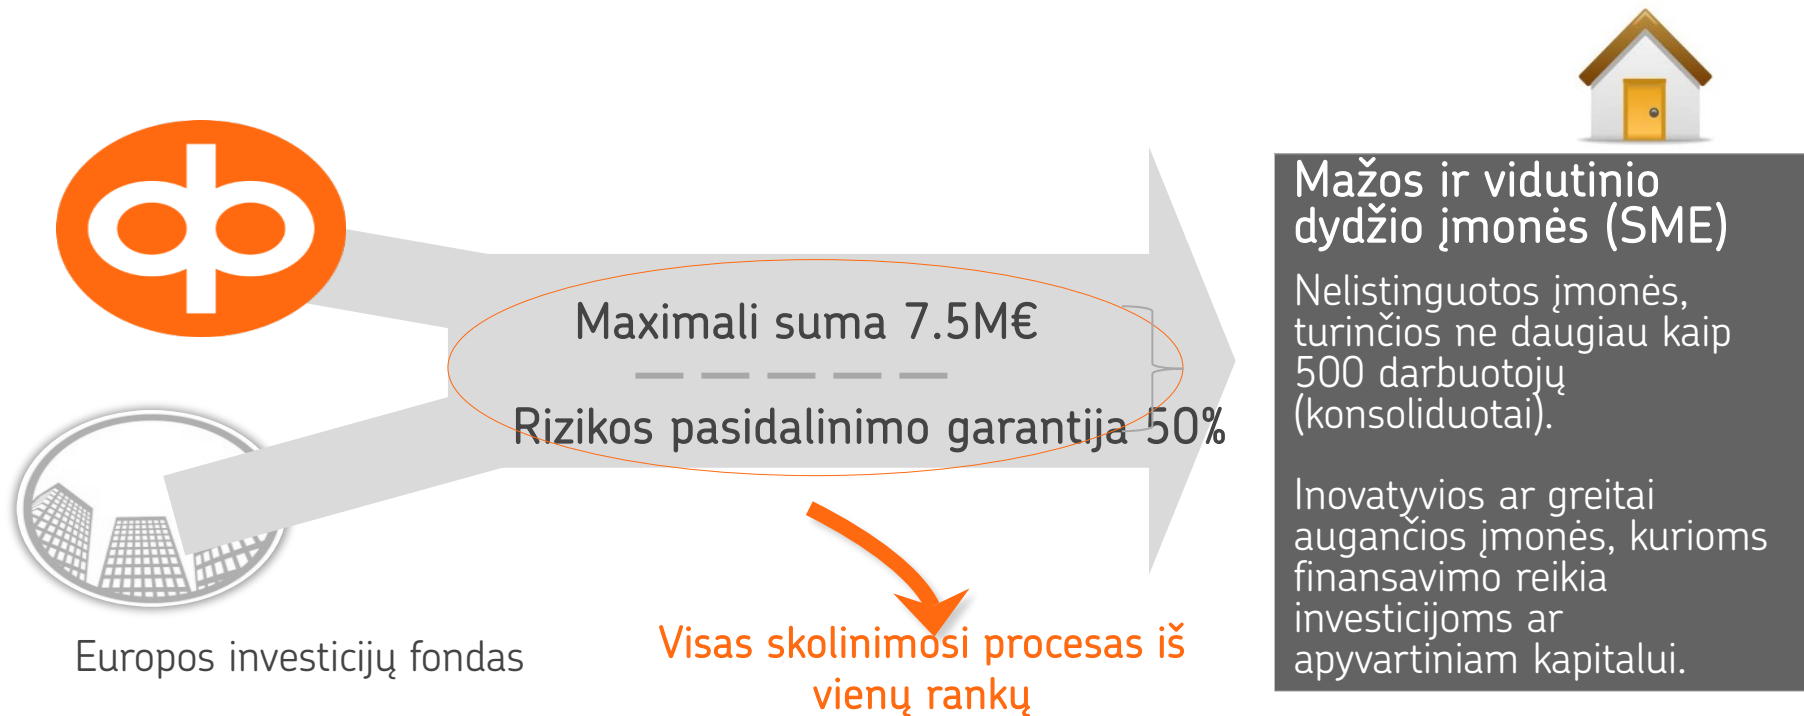 Mažos ir vidutinio
dydžio įmonės (SME)
Nelistinguotos įmonės,
turinčios ne daugiau kaip
500 darbuotojų
(konsoliduotai).
Inovatyvios ar greitai
augančios įmonės, kurioms
finansavimo reikia
investicijoms ar
apyvartiniam kapitalui.
Maximali suma 7.5M€
Rizikos pasidalinimo garantija 50%
Europos investicijų fondas
Visas skolinimosi procesas iš
vienų rankų